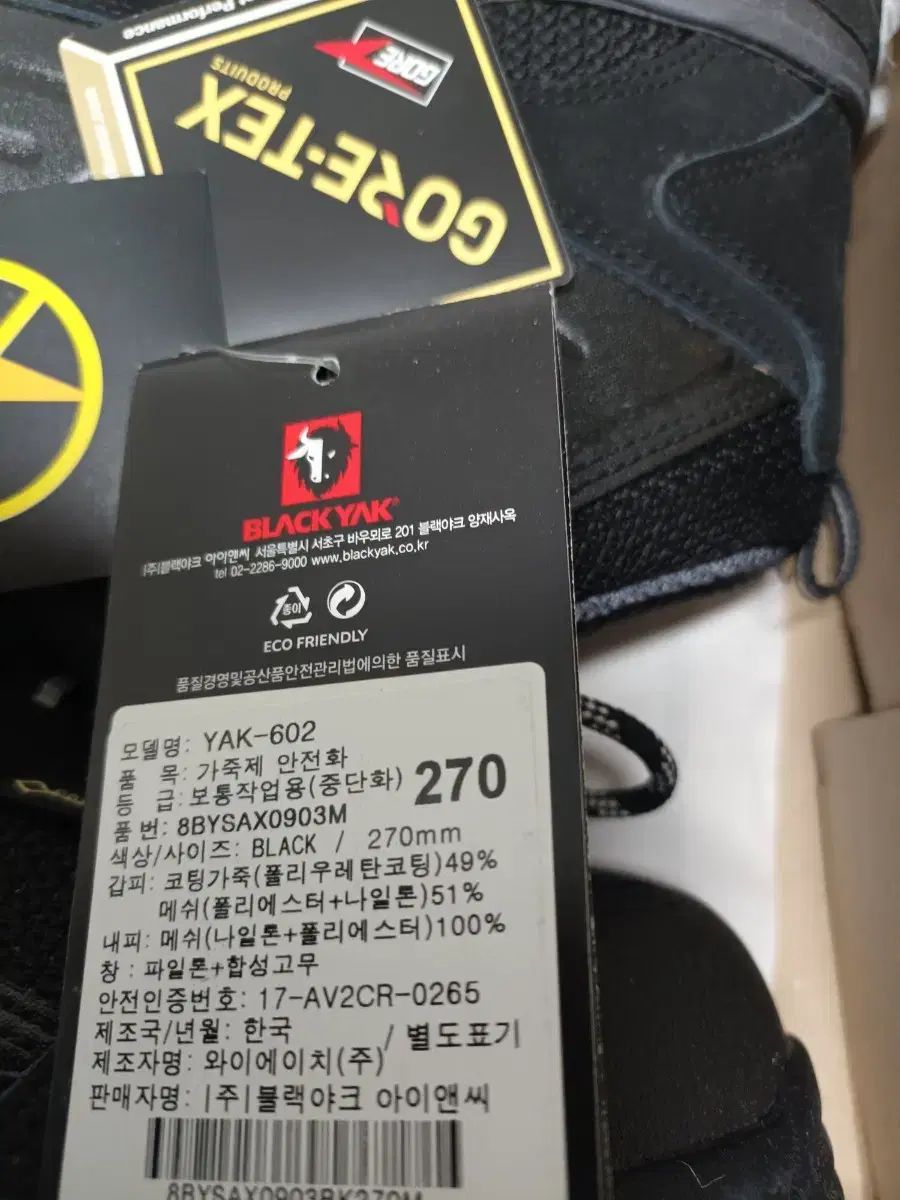 Performance
GORE
GORE-TEX
PRODUCTS
BLACKYAK®
(주)블랙야크 아이앤씨 서울특별시 서초구 바우뫼로 201 블랙야크 양재사옥
tel 02-2286-9000 www.blackyak.co.kr
종이
ECO FRIENDLY
품질경영및공산품안전관리법에의한 품질표시
모델명: YAK-602
품 목: 가죽제 안전화
등 급: 보통작업용(중단화) 270
품 번: 8BYSAX0903M
색상/사이즈: BLACK / 270mm
갑피: 코팅가죽(폴리우레탄코팅)49%
메쉬(폴리에스터+나일론)51%
내피: 메쉬(나일론+폴리에스터)100%
창 : 파일론+합성고무
안전인증번호: 17-AV2CR-0265
제조국/년월: 한국 / 별도표기
제조자명: 와이에이치(주)
판매자명: |주|블랙야크 아이앤씨
8BYSAX0903BK270M